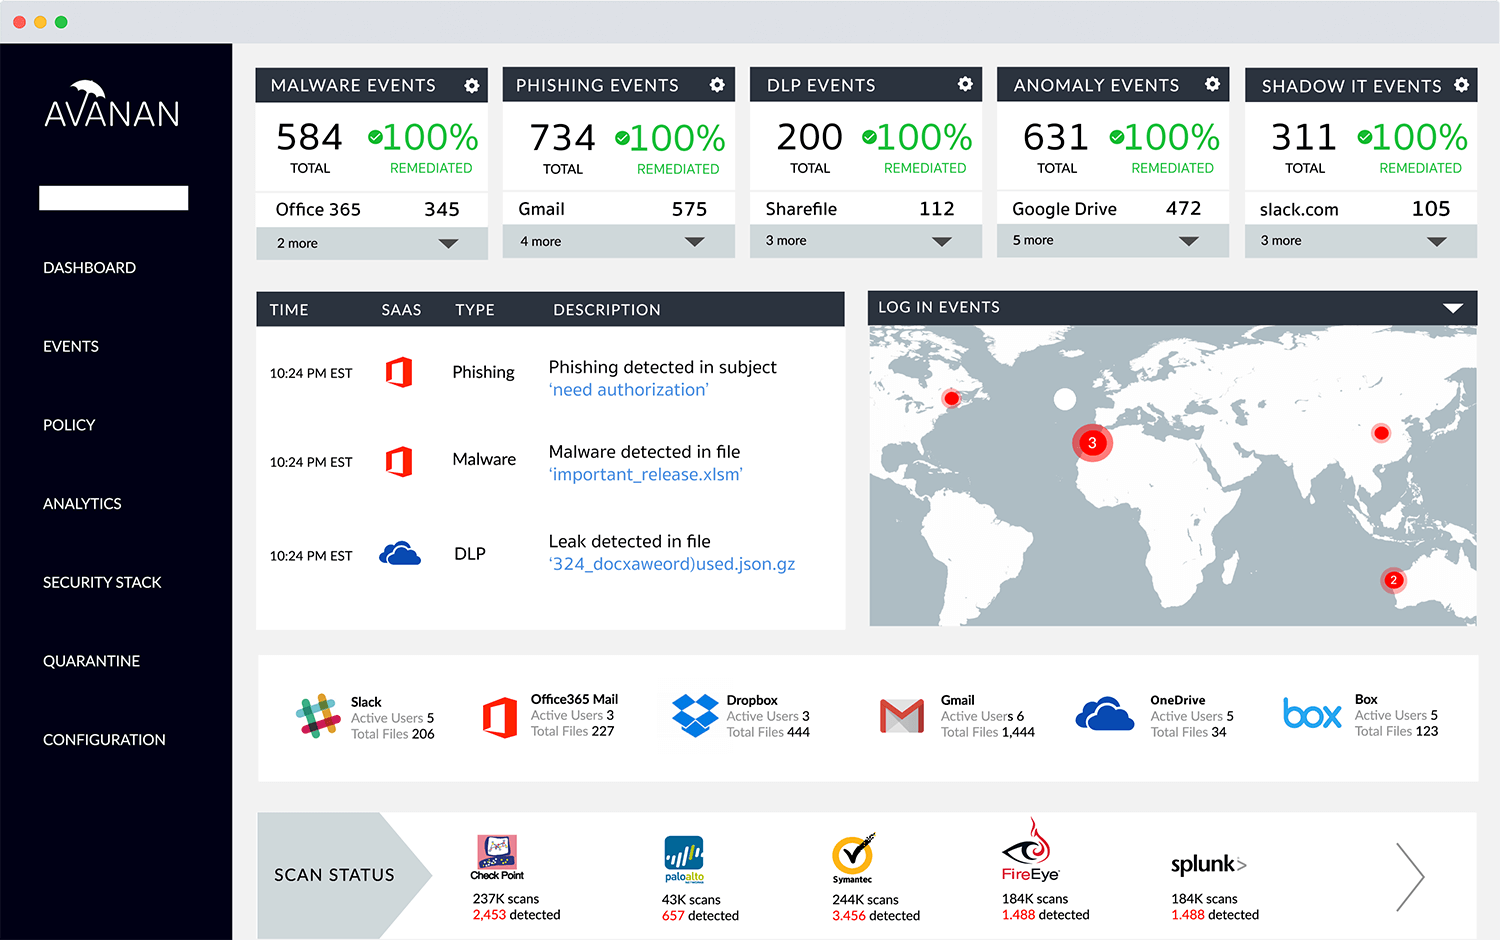 AVANAN
DASHBOARD
EVENTS
POLICY
ANALYTICS
SECURITY STACK
QUARANTINE
CONFIGURATION
MALWARE EVENTS
584 100%
TOTAL REMEDIATED
Office 365 345
2 more
PHISHING EVENTS
734 100%
TOTAL REMEDIATED
Gmail 575
4 more
DLP EVENTS
200 100%
TOTAL REMEDIATED
Sharefile 112
3 more
ANOMALY EVENTS
631 100%
TOTAL REMEDIATED
Google Drive 472
5 more
SHADOW IT EVENTS
311 100%
TOTAL REMEDIATED
slack.com 105
3 more
TIME SAAS TYPE DESCRIPTION
10:24 PM EST Phishing Phishing detected in subject
‘need authorization’
10:24 PM EST Malware Malware detected in file
‘important_release.xlsm’
10:24 PM EST DLP Leak detected in file
‘324_docxaweord)used.json.gz
LOG IN EVENTS
3
2
Slack
Active Users 5
Total Files 206
Office365 Mail
Active Users 3
Total Files 227
Dropbox
Active Users 3
Total Files 444
Gmail
Active Users 6
Total Files 1,444
OneDrive
Active Users 5
Total Files 34
box
Box
Active Users 5
Total Files 123
SCAN STATUS
Check Point
237K scans
2,453 detected
paloalto
NETWORKS
43K scans
657 detected
Symantec
244K scans
3.456 detected
FireEye
184K scans
1.488 detected
splunk>
184K scans
1.488 detected